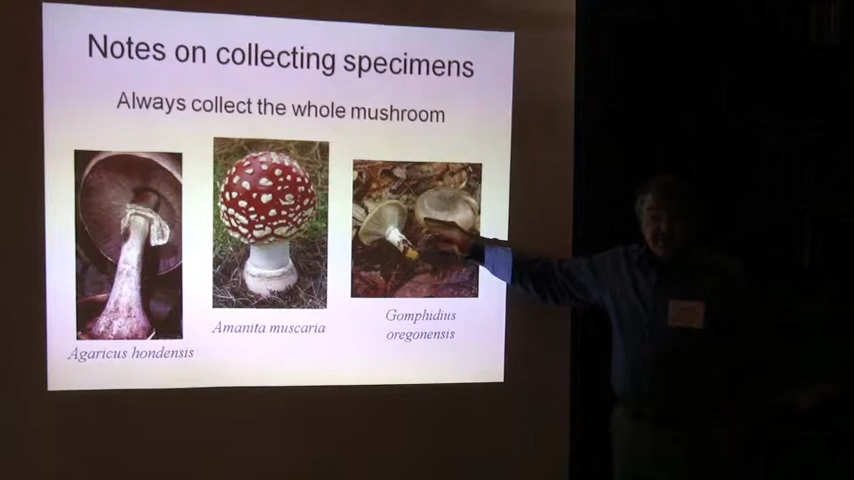 Notes on collecting specimens
Always collect the whole mushroom
Agaricus hondensis
Amanita muscaria
Gomphidius
oregonensis